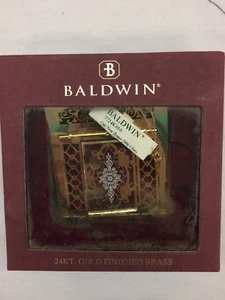 B
BALDWIN®
BALDWIN
24KT. GOLD FINISHED BRASS